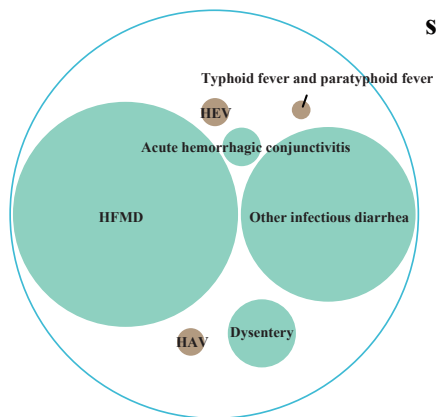 s
Typhoid fever and paratyphoid fever
HEV
Acute hemorrhagic conjunctivitis
HFMD
Other infectious diarrhea
Dysentery
HAV